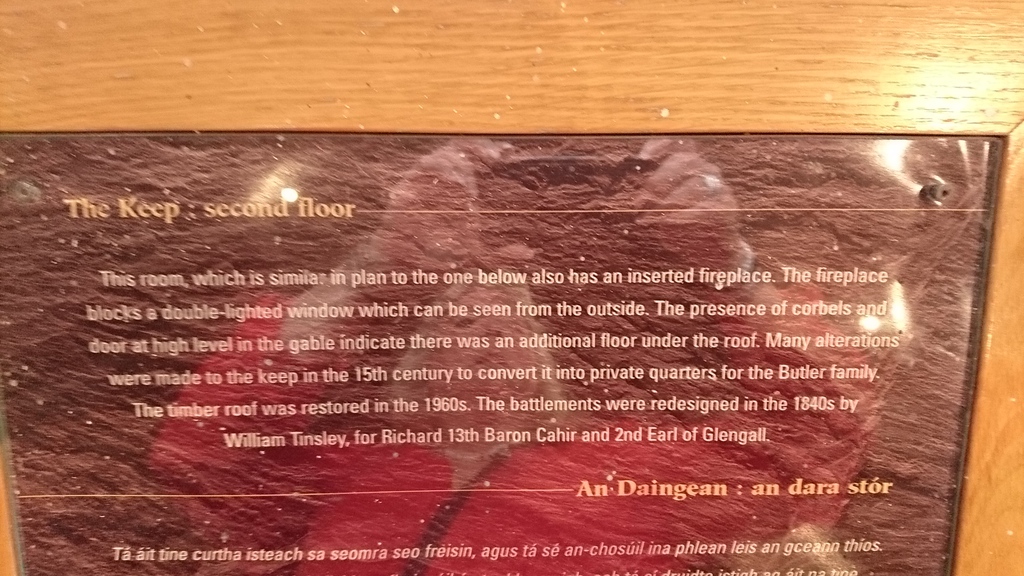 The Keep : second floor
This room, which is similar in plan to the one below also has an inserted fireplace. The fireplace
blocks a double-lighted window which can be seen from the outside. The presence of corbels and
door at high level in the gable indicate there was an additional floor under the roof. Many alterations
were made to the keep in the 15th century to convert it into private quarters for the Butler family.
The timber roof was restored in the 1960s. The battlements were redesigned in the 1840s by
William Tinsley, for Richard 13th Baron Cahir and 2nd Earl of Glengall.
An Daingean : an dara stór
Tá áit tine curtha isteach sa seomra seo freisin, agus tá sé an-chosúil ina phlean leis an gceann thíos.
istigh ag áit na tine